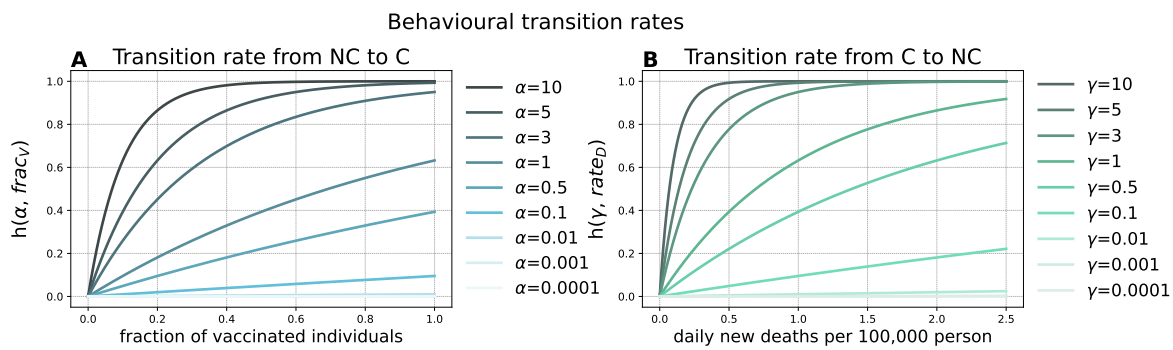 Behavioural transition rates
A Transition rate from NC to C
h(α, frac_V)
1.0
0.8
0.6
0.4
0.2
0.0
0.0 0.2 0.4 0.6 0.8 1.0
fraction of vaccinated individuals
α=10
α=5
α=3
α=1
α=0.5
α=0.1
α=0.01
α=0.001
α=0.0001
B Transition rate from C to NC
h(γ, rate_D)
1.0
0.8
0.6
0.4
0.2
0.0
0.0 0.5 1.0 1.5 2.0 2.5
daily new deaths per 100,000 person
γ=10
γ=5
γ=3
γ=1
γ=0.5
γ=0.1
γ=0.01
γ=0.001
γ=0.0001